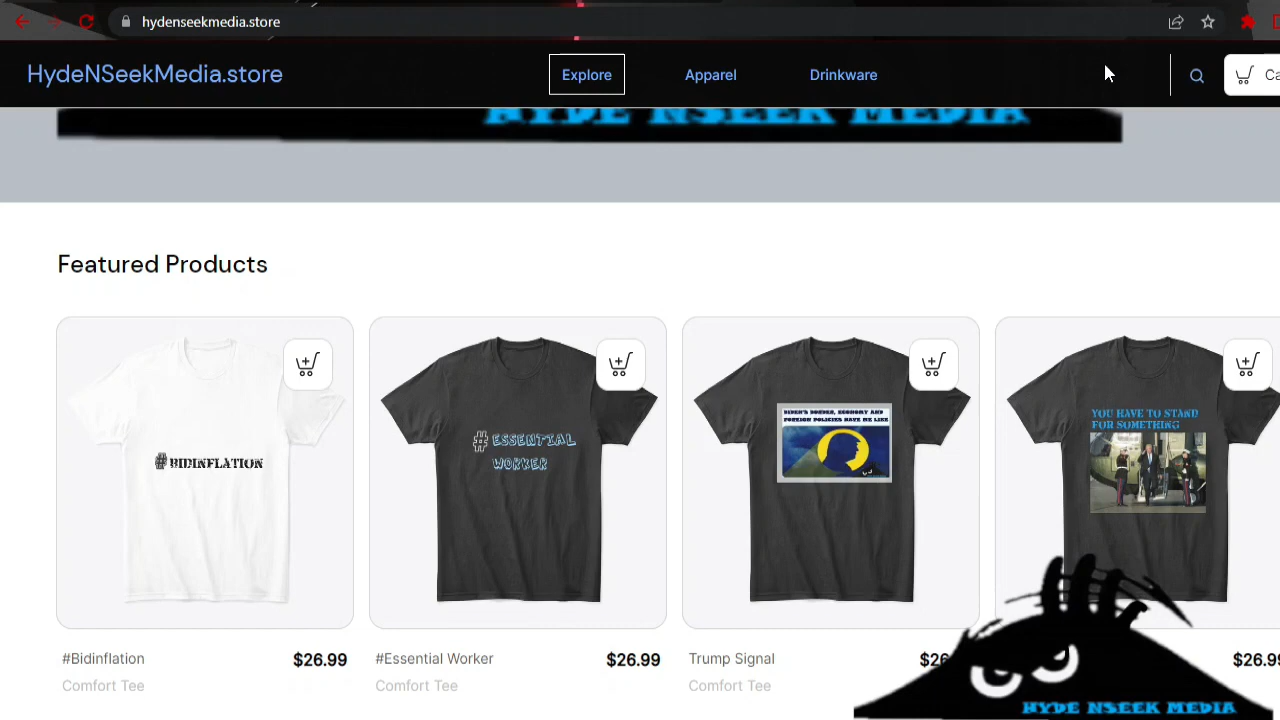 hydenseekmedia.store
HydeNSeekMedia.store
Explore
Apparel
Drinkware
Ca
HYDE NSEEK MEDIA
Featured Products
#BIDINFLATION
#ESSENTIAL
WORKER
BIDEN'S BORDER, ECONOMY AND
FOREIGN POLICIES HAVE ME LIKE
YOU HAVE TO STAND
FOR SOMETHING
#Bidinflation
$26.99
#Essential Worker
$26.99
Trump Signal
$26
$26.99
Comfort Tee
Comfort Tee
Comfort Tee
HYDE NSEEK MEDIA